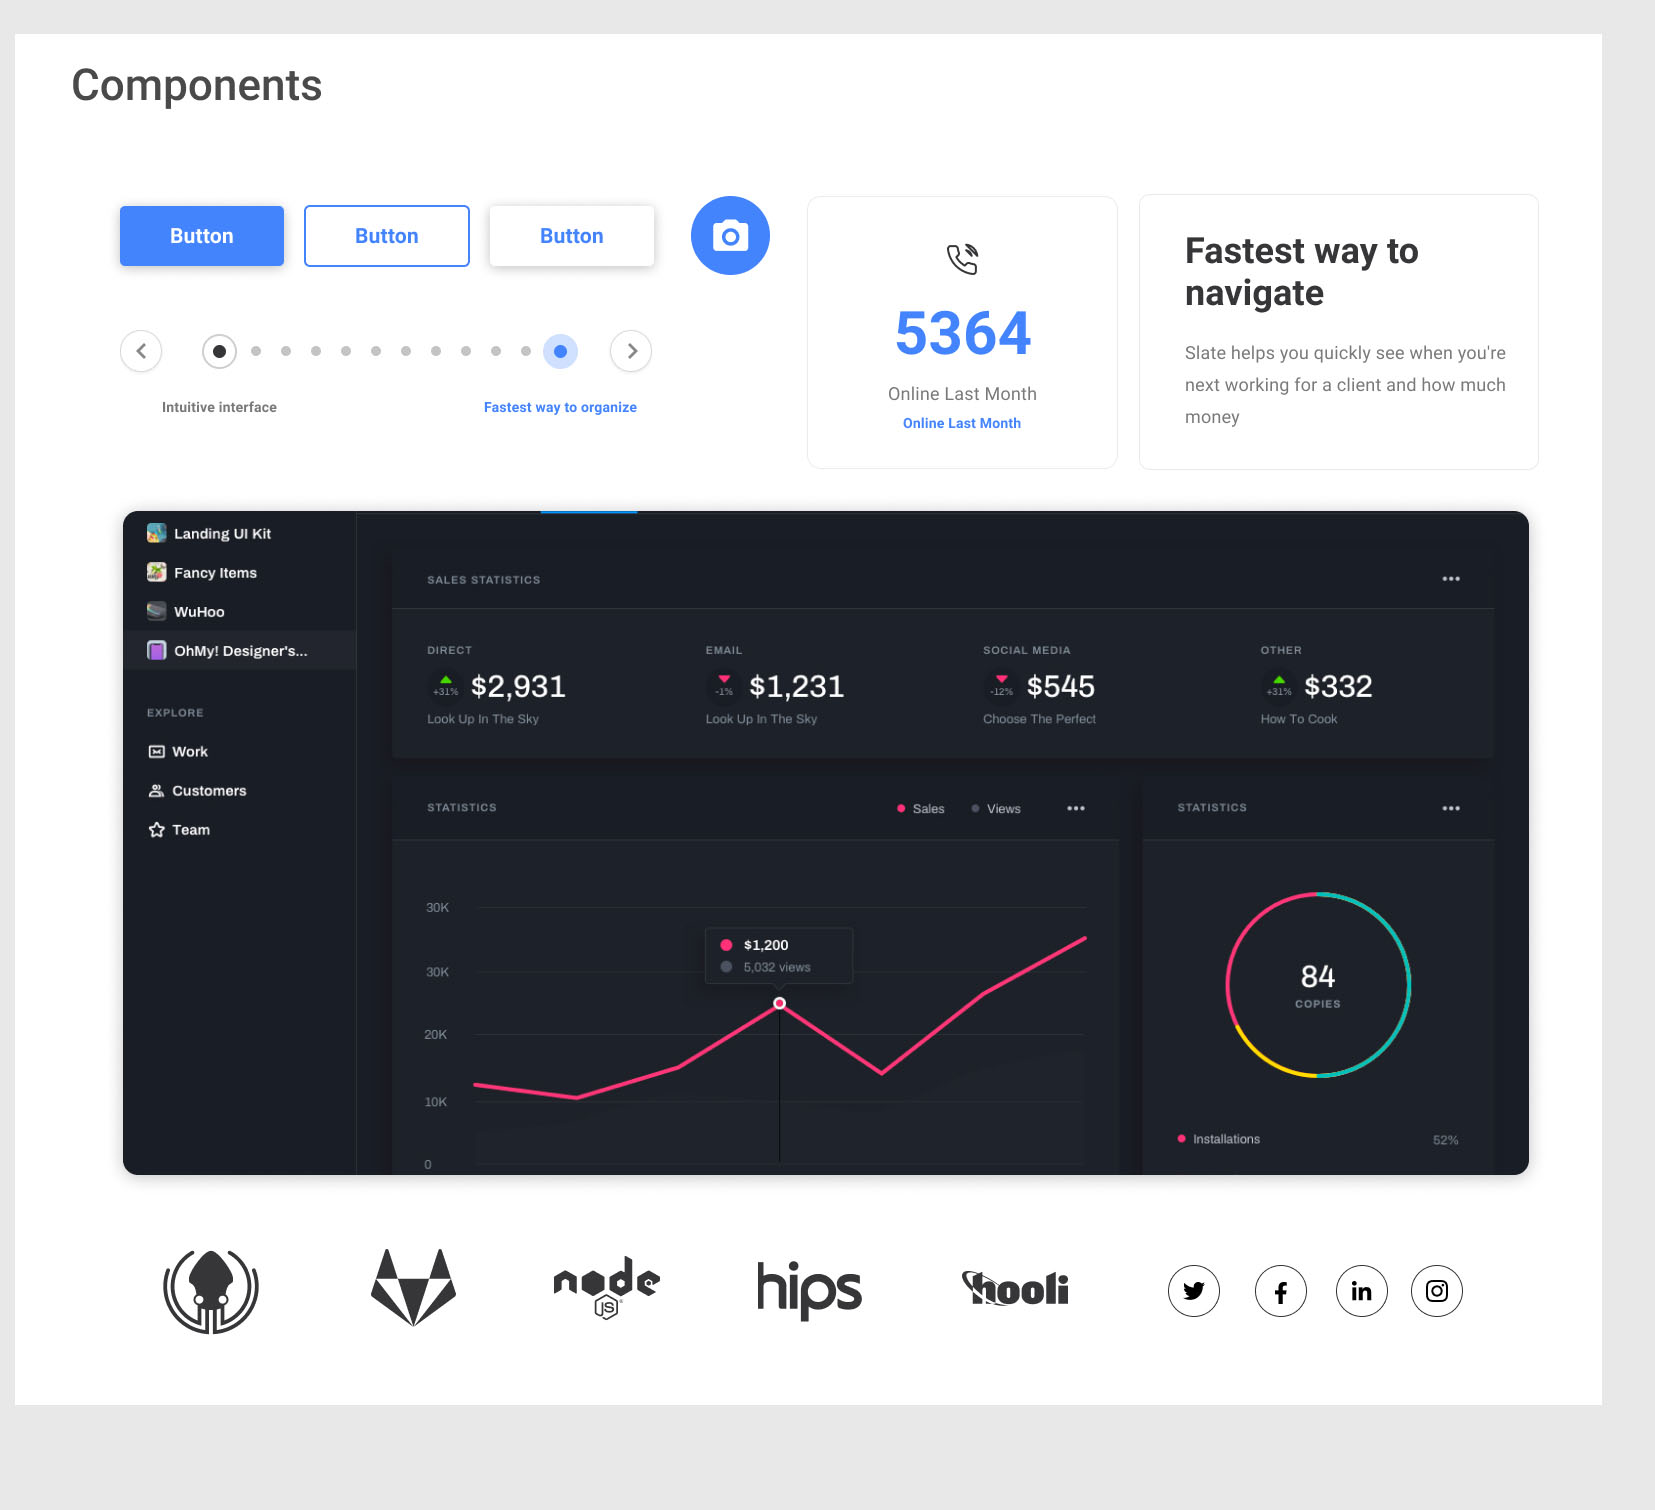 Components
Button
Button
Button
Intuitive interface
Fastest way to organize
5364
Online Last Month
Online Last Month
Fastest way to
navigate
Slate helps you quickly see when you're
next working for a client and how much
money
Landing UI Kit
Fancy Items
WuHoo
OhMy! Designer's...
EXPLORE
Work
Customers
Team
SALES STATISTICS
DIRECT
+31%
$2,931
Look Up In The Sky
EMAIL
-1%
$1,231
Look Up In The Sky
SOCIAL MEDIA
-12%
$545
Choose The Perfect
OTHER
+31%
$332
How To Cook
STATISTICS
Sales
Views
30K
30K
20K
10K
0
$1,200
5,032 views
STATISTICS
84
COPIES
Installations
52%
node
JS
hips
hooli
f
in